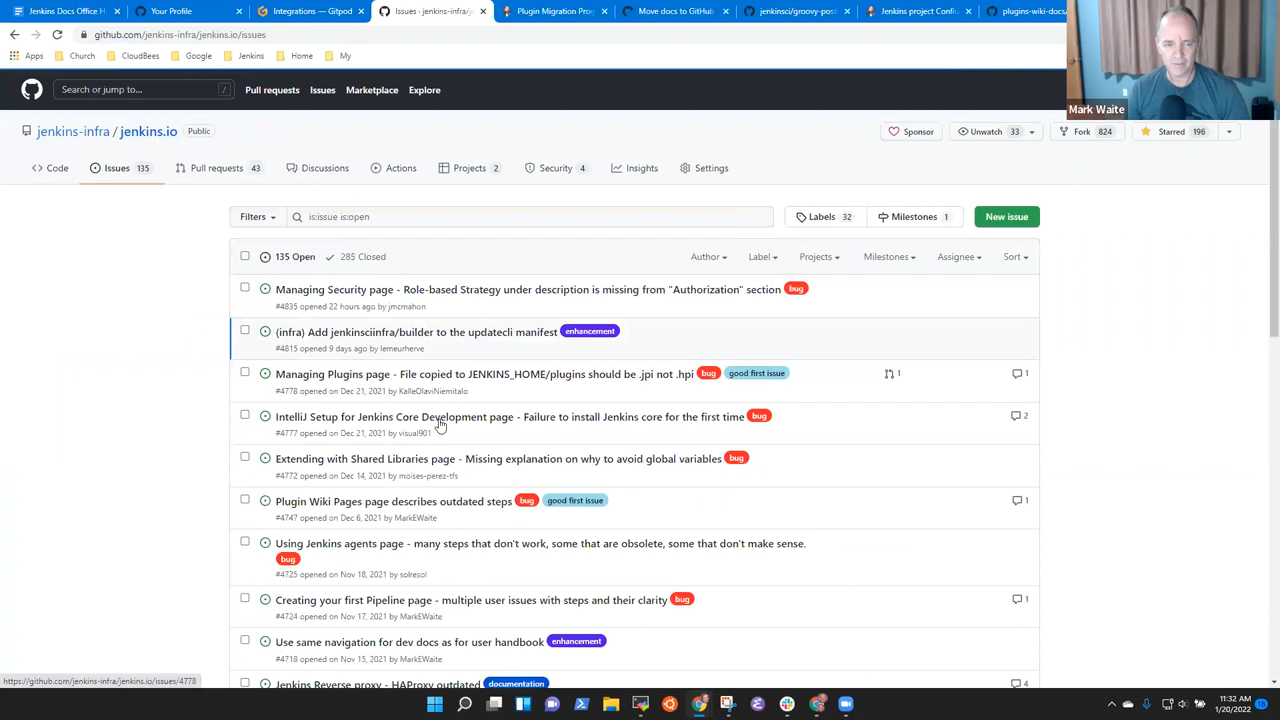 Jenkins Docs Office H
Your Profile
Integrations — Gitpod
Issues · jenkins-infra/j
Plugin Migration Prog
Move docs to GitHub
jenkinsci/groovy-post
Jenkins project Conflu
plugins-wiki-docs/
github.com/jenkins-infra/jenkins.io/issues
Apps Church CloudBees Google Jenkins Home My
Mark Waite
Search or jump to... /
Pull requests Issues Marketplace Explore
jenkins-infra / jenkins.io Public
Sponsor Unwatch 33 Fork 824 Starred 196
<> Code Issues 135 Pull requests 43 Discussions Actions Projects 2 Security 4 Insights Settings
Filters is:issue is:open Labels 32 Milestones 1 New issue
135 Open 285 Closed Author Label Projects Milestones Assignee Sort
Managing Security page - Role-based Strategy under description is missing from "Authorization" section bug
#4835 opened 22 hours ago by jmcmahon
(infra) Add jenkinsciinfra/builder to the updatecli manifest enhancement
#4815 opened 9 days ago by lemeurherve
Managing Plugins page - File copied to JENKINS_HOME/plugins should be .jpi not .hpi bug good first issue 1 1
#4778 opened on Dec 21, 2021 by KalleOlaviNiemitalo
IntelliJ Setup for Jenkins Core Development page - Failure to install Jenkins core for the first time bug 2
#4777 opened on Dec 21, 2021 by visual901
Extending with Shared Libraries page - Missing explanation on why to avoid global variables bug
#4772 opened on Dec 14, 2021 by moises-perez-tfs
Plugin Wiki Pages page describes outdated steps bug good first issue 1
#4747 opened on Dec 6, 2021 by MarkEWaite
Using Jenkins agents page - many steps that don't work, some that are obsolete, some that don't make sense.
bug
#4725 opened on Nov 18, 2021 by solresol
Creating your first Pipeline page - multiple user issues with steps and their clarity bug 1
#4724 opened on Nov 17, 2021 by MarkEWaite
Use same navigation for dev docs as for user handbook enhancement
#4718 opened on Nov 15, 2021 by MarkEWaite
Jenkins Reverse proxy - HAProxy outdated documentation 4
https://github.com/jenkins-infra/jenkins.io/issues/4778
11:32 AM
1/20/2022
18